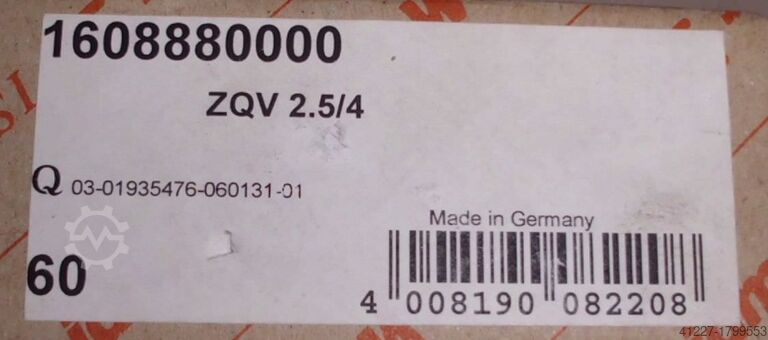 1608880000
ZQV 2.5/4
Q 03-01935476-060131-01
Made in Germany
60
4 008190 082208
41227-1799553